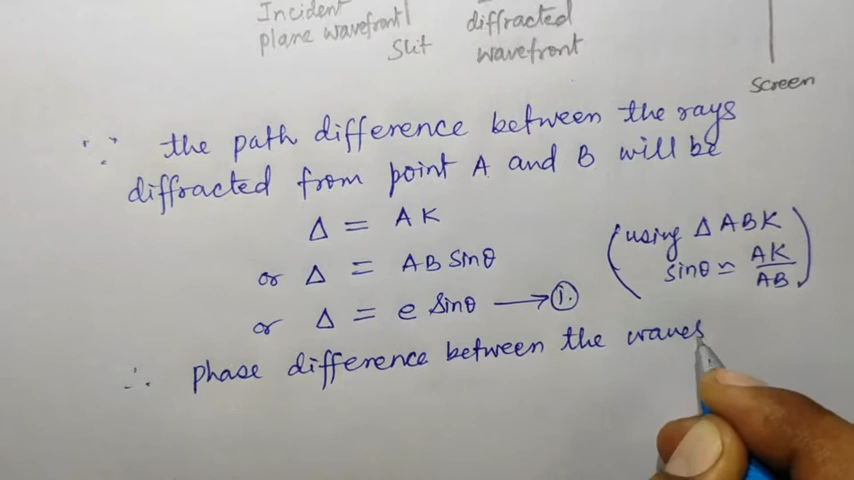 Incident
plane wavefront
Slit
diffracted
wavefront
Screen
∵ the path difference between the rays
diffracted from point A and B will be
Δ = AK
or Δ = AB Sinθ
or Δ = e Sinθ → ①.
(using Δ ABK
sinθ = AK/AB)
∴ phase difference between the waves